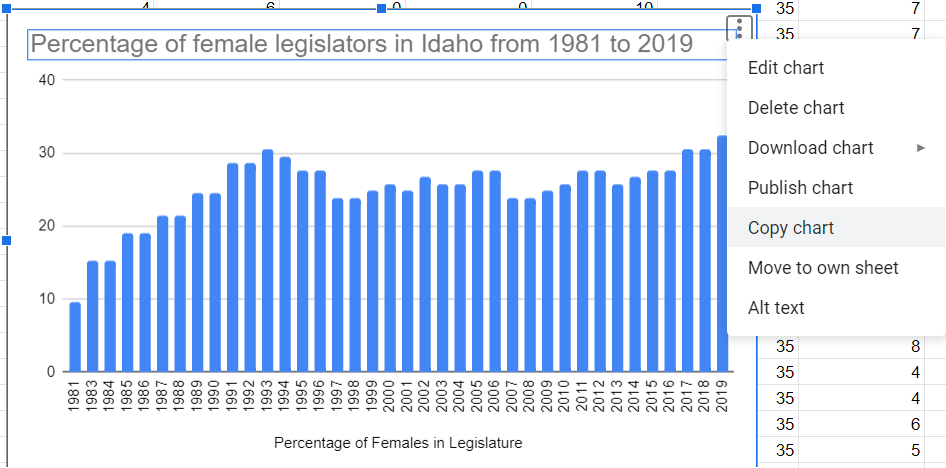 35 7
35 7
Percentage of female legislators in Idaho from 1981 to 2019
Edit chart
Delete chart
Download chart
Publish chart
Copy chart
Move to own sheet
Alt text
40
30
20
10
0
1981 1983 1984 1985 1986 1987 1988 1989 1990 1991 1992 1993 1994 1995 1996 1997 1998 1999 2000 2001 2002 2003 2004 2005 2006 2007 2008 2009 2010 2011 2012 2013 2014 2015 2016 2017 2018 2019
Percentage of Females in Legislature
35 8
35 4
35 4
35 6
35 5